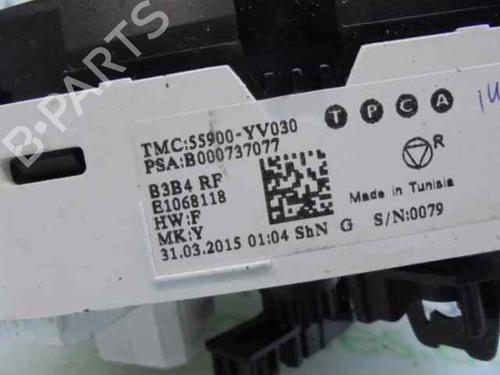 TMC:55900-YV030
PSA:B000737077
B3B4 RF
E1068118
HW:F
MK:Y
31.03.2015 01:04 ShN G S/N:0079
T P C A
R
Made in Tunisia
B-PARTS